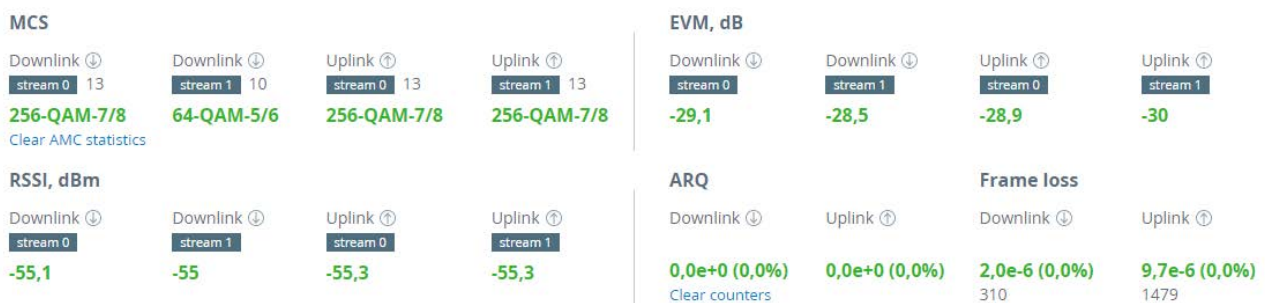 MCS
Downlink Downlink Uplink Uplink
stream 0 13 stream 1 10 stream 0 13 stream 1 13
256-QAM-7/8 64-QAM-5/6 256-QAM-7/8 256-QAM-7/8
Clear AMC statistics
EVM, dB
Downlink Downlink Uplink Uplink
stream 0 stream 1 stream 0 stream 1
-29,1 -28,5 -28,9 -30
RSSI, dBm
Downlink Downlink Uplink Uplink
stream 0 stream 1 stream 0 stream 1
-55,1 -55 -55,3 -55,3
ARQ Frame loss
Downlink Uplink Downlink Uplink
0,0e+0 (0,0%) 0,0e+0 (0,0%) 2,0e-6 (0,0%) 9,7e-6 (0,0%)
Clear counters 310 1479